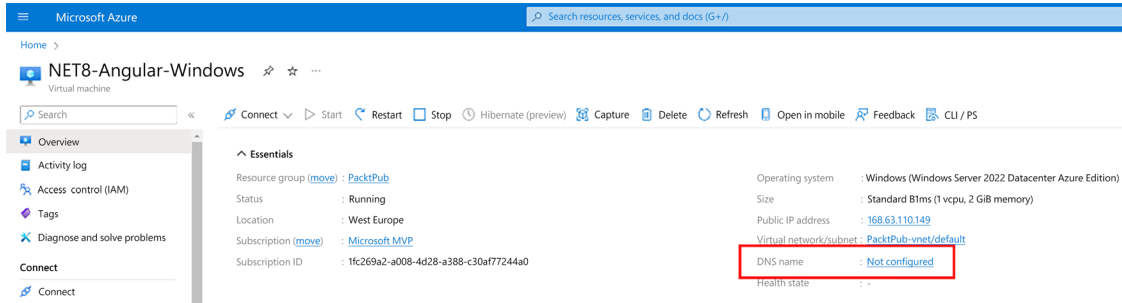 Microsoft Azure
Search resources, services, and docs (G+/)
Home >
NET8-Angular-Windows
Virtual machine
Search
Connect
Start
Restart
Stop
Hibernate (preview)
Capture
Delete
Refresh
Open in mobile
Feedback
CLI / PS
Overview
Activity log
Access control (IAM)
Tags
Diagnose and solve problems
Connect
Connect
Essentials
Resource group (move) : PacktPub
Status : Running
Location : West Europe
Subscription (move) : Microsoft MVP
Subscription ID : 1fc269a2-a008-4d28-a388-c30af77244a0
Operating system : Windows (Windows Server 2022 Datacenter Azure Edition)
Size : Standard B1ms (1 vcpu, 2 GiB memory)
Public IP address : 168.63.110.149
Virtual network/subnet : PacktPub-vnet/default
DNS name : Not configured
Health state : -